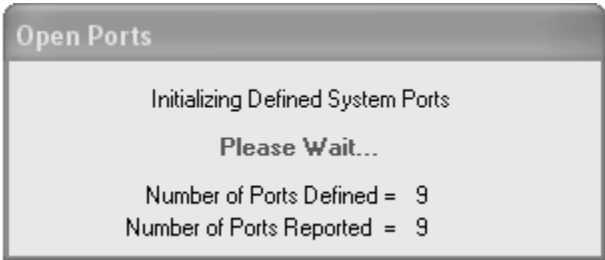 Open Ports
Initializing Defined System Ports
Please Wait...
Number of Ports Defined = 9
Number of Ports Reported = 9